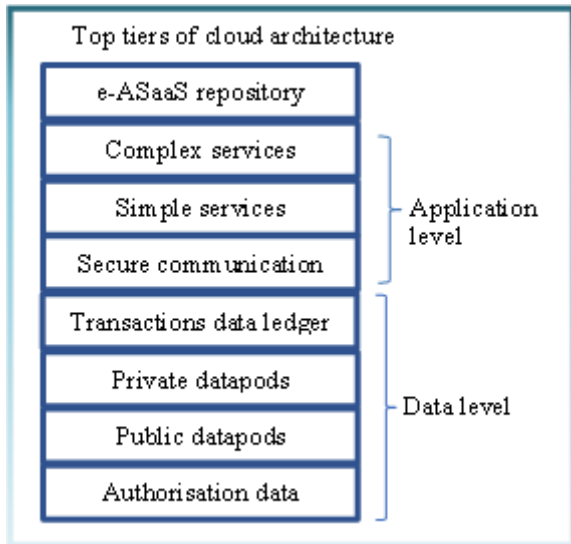 Top tiers of cloud architecture
e-ASaaS repository
Complex services
Simple services
Secure communication
Application
level
Transactions data ledger
Private datapods
Public datapods
Authorisation data
Data level